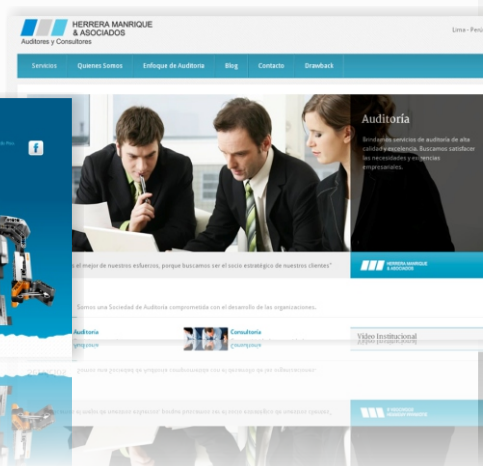 HERRERA MANRIQUE
& ASOCIADOS
Auditores y Consultores
Lima - Perú
Servicios Quienes Somos Enfoque de Auditoria Blog Contacto Drawback
Auditoría
Brindamos servicios de auditoría de alta
calidad y excelencia. Buscamos satisfacer
las necesidades y exigencias
empresariales.
el mejor de nuestros esfuerzos, porque buscamos ser el socio estratégico de nuestros clientes"
HERRERA MANRIQUE
& ASOCIADOS
Somos una Sociedad de Auditoría comprometida con el desarrollo de las organizaciones.
Auditoría
Consultoría
Video Institucional